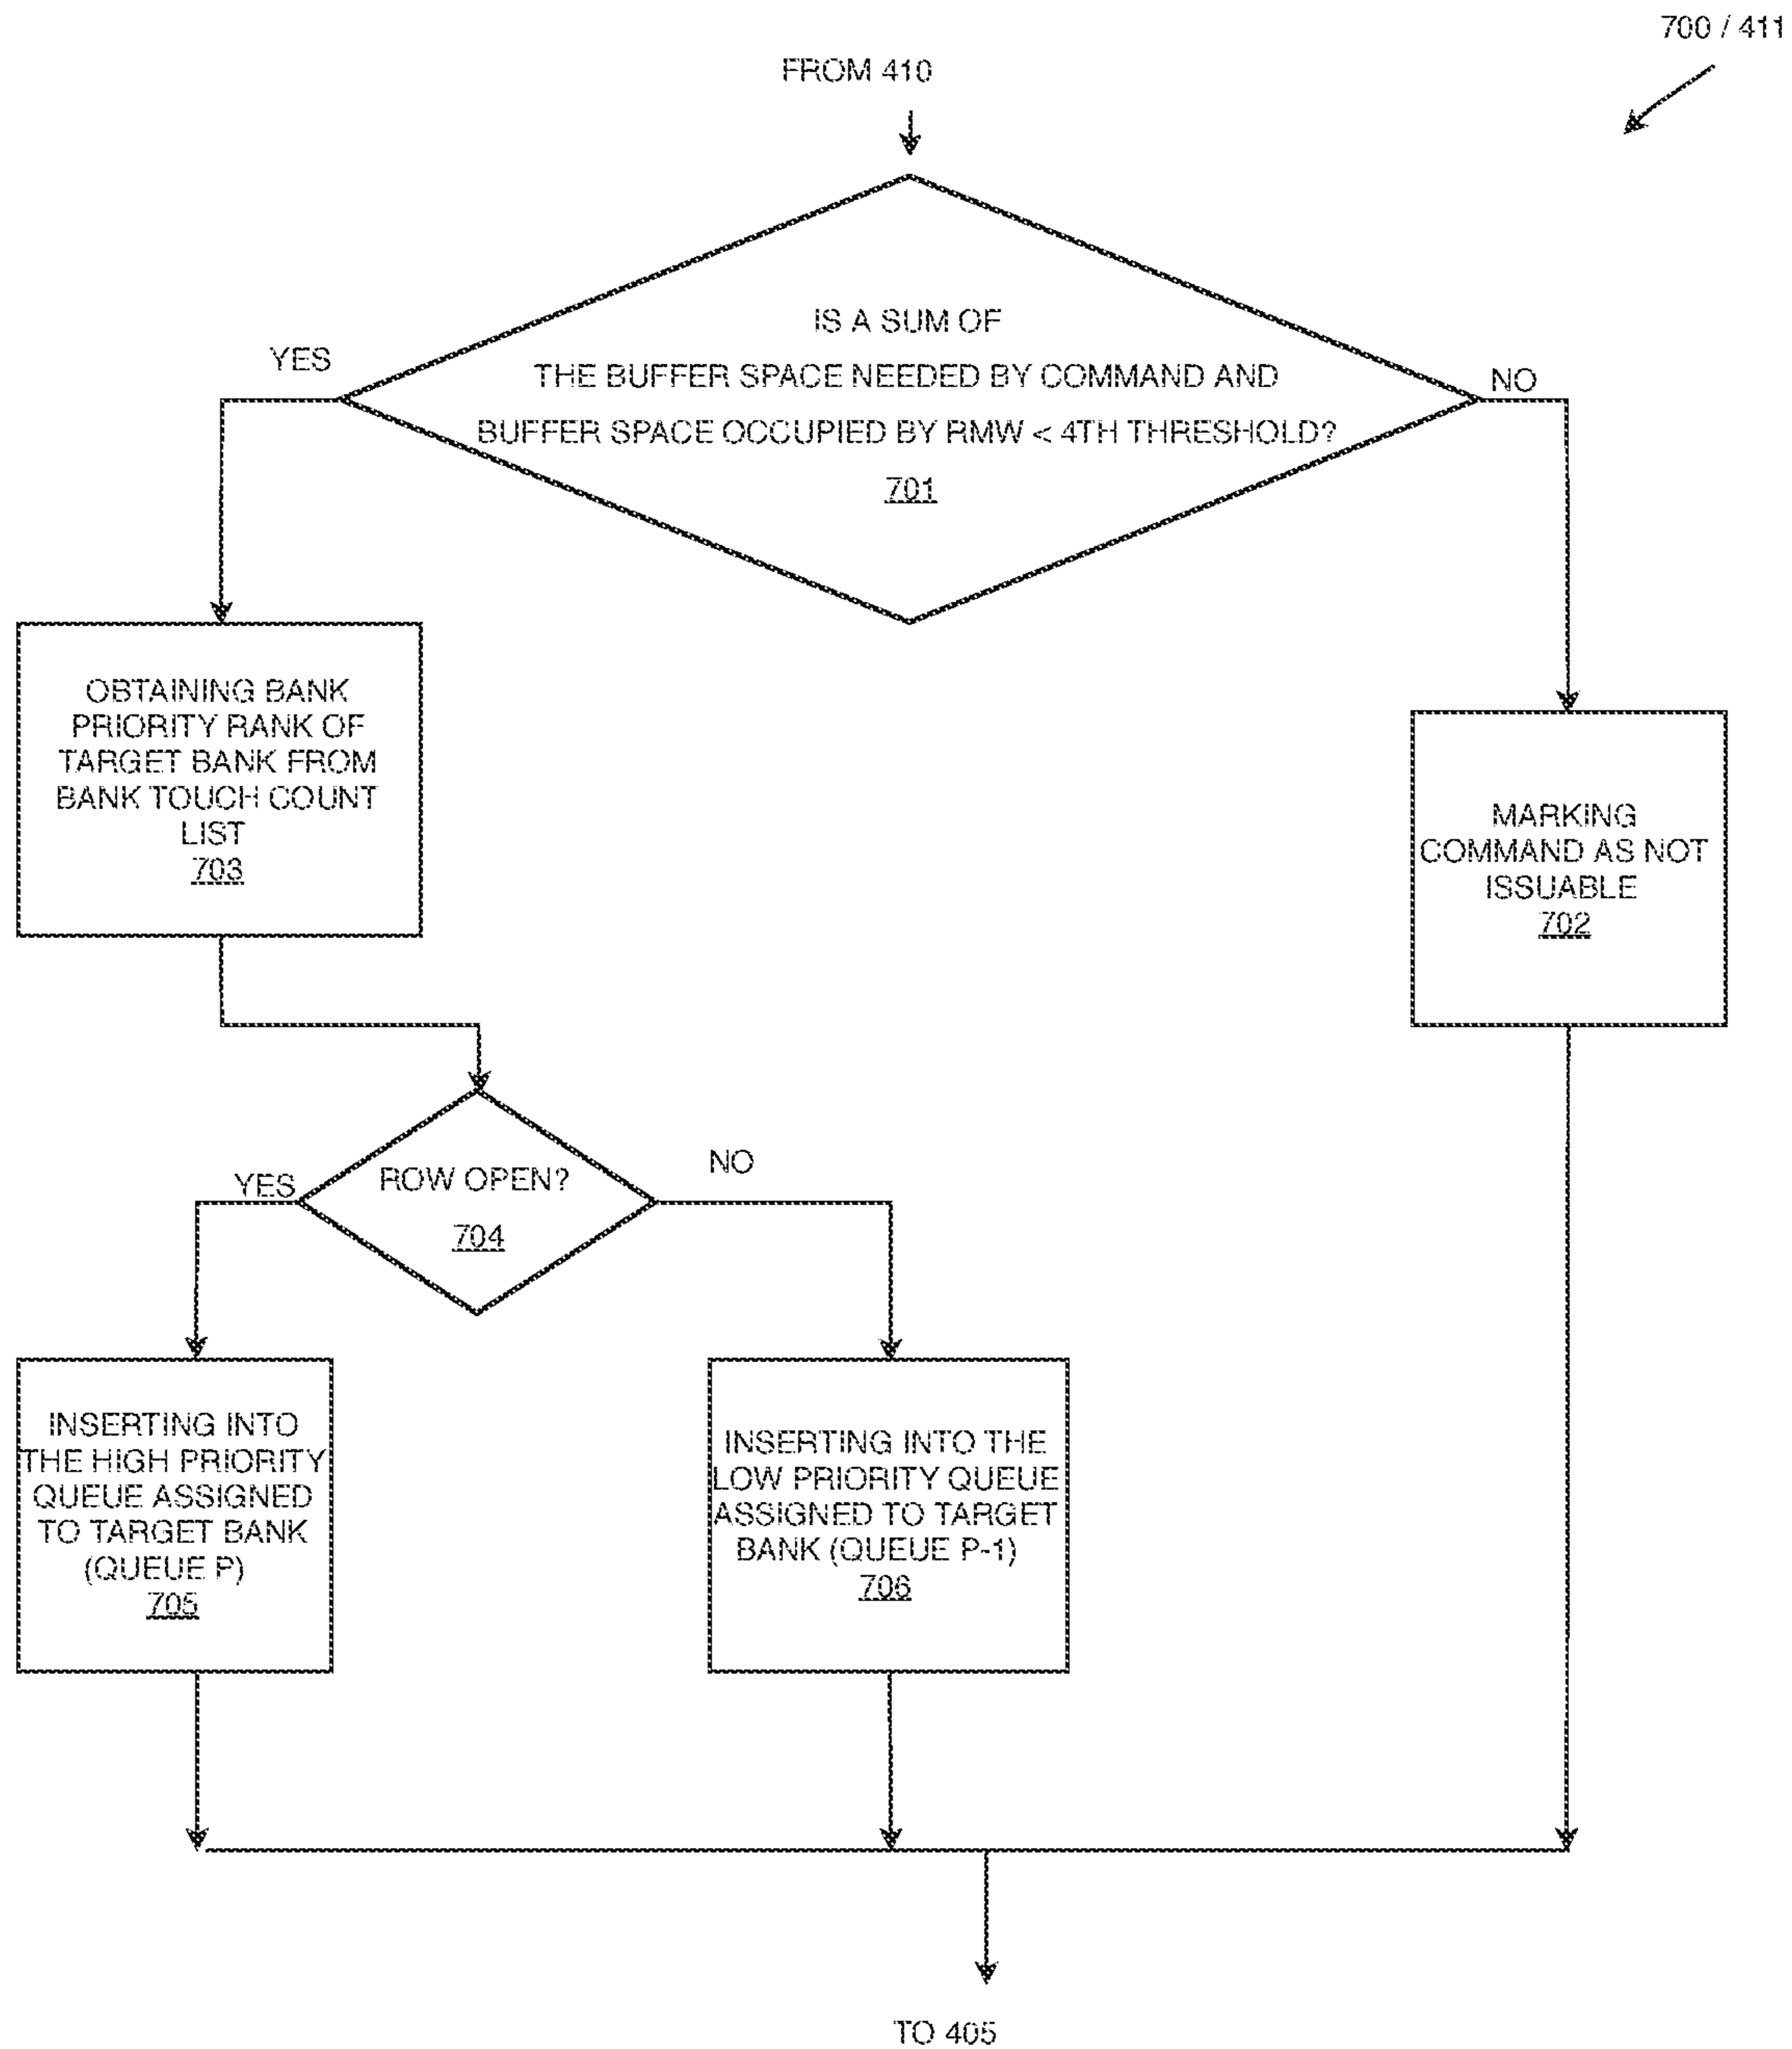 700 / 411
FROM 410
IS A SUM OF
THE BUFFER SPACE NEEDED BY COMMAND AND
BUFFER SPACE OCCUPIED BY RMW < 4TH THRESHOLD?
701
YES
NO
OBTAINING BANK
PRIORITY RANK OF
TARGET BANK FROM
BANK TOUCH COUNT
LIST
703
MARKING
COMMAND AS NOT
ISSUABLE
702
ROW OPEN?
704
YES
NO
INSERTING INTO
THE HIGH PRIORITY
QUEUE ASSIGNED
TO TARGET BANK
(QUEUE P)
705
INSERTING INTO THE
LOW PRIORITY QUEUE
ASSIGNED TO TARGET
BANK (QUEUE P-1)
706
TO 405